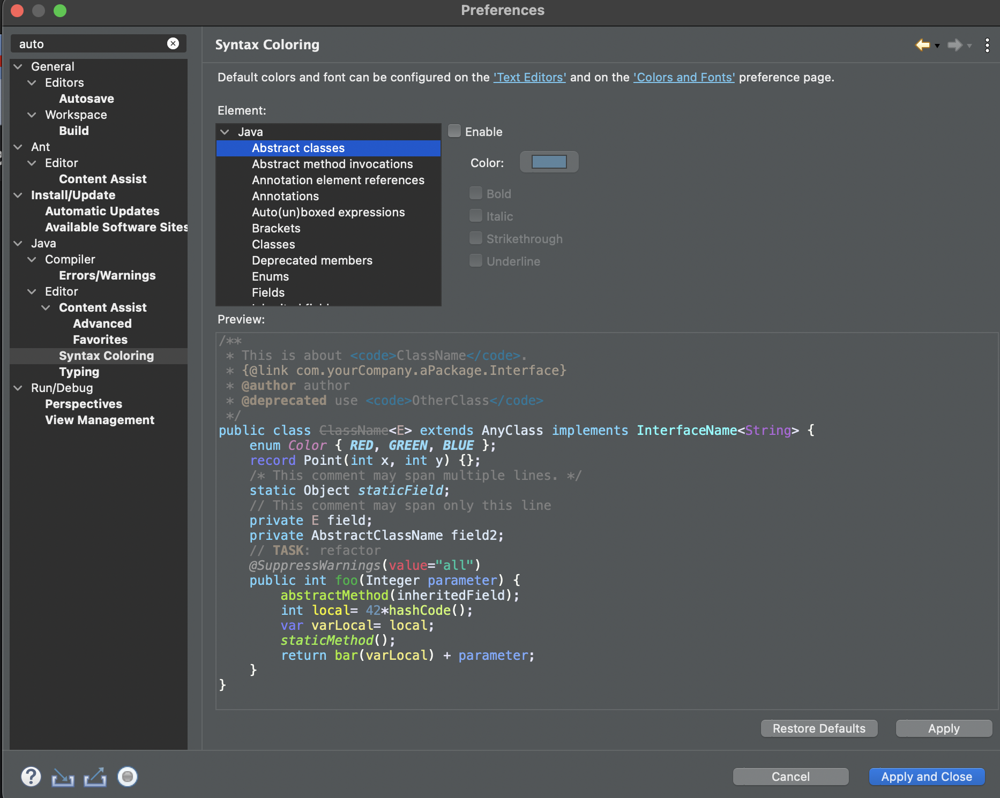 Preferences
auto
General
Editors
Autosave
Workspace
Build
Ant
Editor
Content Assist
Install/Update
Automatic Updates
Available Software Sites
Java
Compiler
Errors/Warnings
Editor
Content Assist
Advanced
Favorites
Syntax Coloring
Typing
Run/Debug
Perspectives
View Management
Syntax Coloring
Default colors and font can be configured on the 'Text Editors' and on the 'Colors and Fonts' preference page.
Element:
Java
Abstract classes
Abstract method invocations
Annotation element references
Annotations
Auto(un)boxed expressions
Brackets
Classes
Deprecated members
Enums
Fields
Enable
Color:
Bold
Italic
Strikethrough
Underline
Preview:
/**
 * This is about <code>ClassName</code>.
 * {@link com.yourCompany.aPackage.Interface}
 * @author author
 * @deprecated use <code>OtherClass</code>
 */
public class ClassName<E> extends AnyClass implements InterfaceName<String> {
    enum Color { RED, GREEN, BLUE };
    record Point(int x, int y) {};
    /* This comment may span multiple lines. */
    static Object staticField;
    // This comment may span only this line
    private E field;
    private AbstractClassName field2;
    // TASK: refactor
    @SuppressWarnings(value="all")
    public int foo(Integer parameter) {
        abstractMethod(inheritedField);
        int local= 42*hashCode();
        var varLocal= local;
        staticMethod();
        return bar(varLocal) + parameter;
    }
}
Restore Defaults
Apply
?
Cancel
Apply and Close